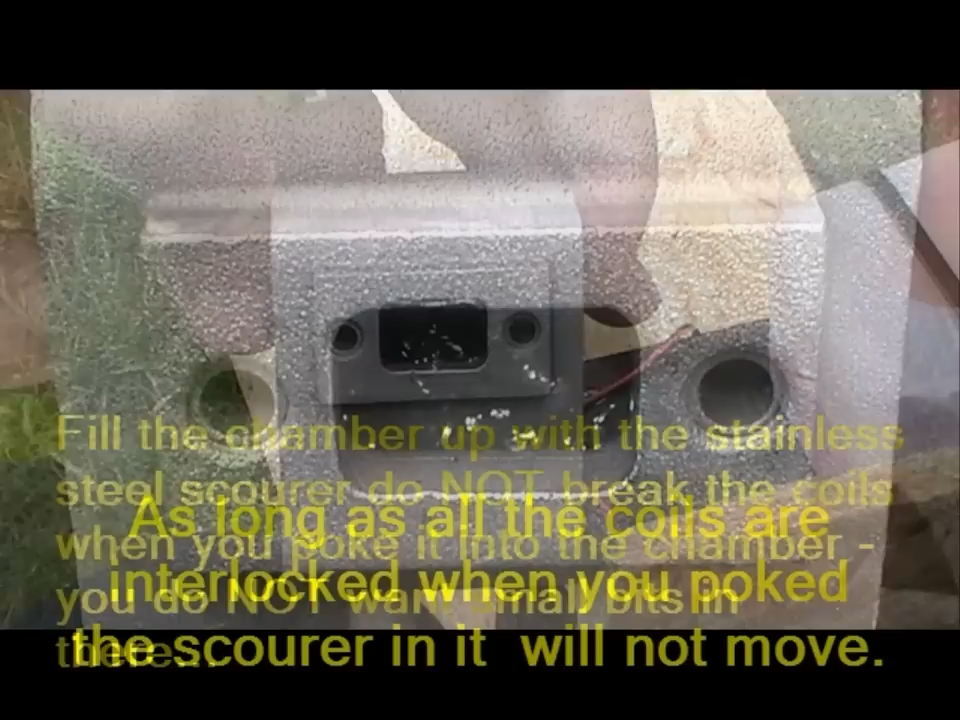 Fill the chamber up with the stainless
steel scourer do NOT break the coils
when you poke it into the chamber -
you do NOT want small bits in
there...
As long as all the coils are
interlocked when you poked
the scourer in it will not move.